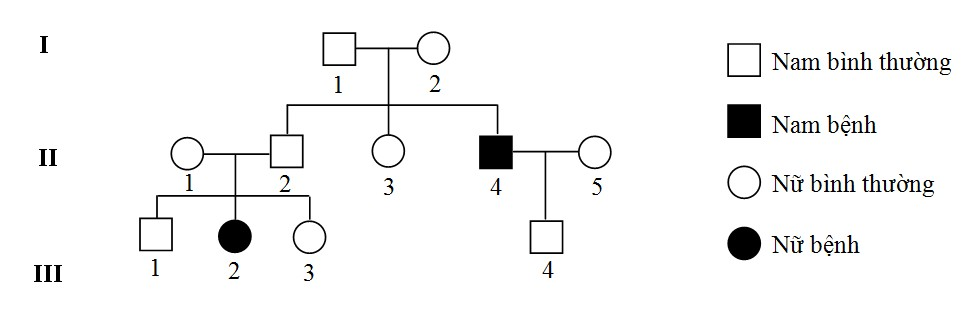 I
1
2
Nam bình thường
Nam bệnh
II
1
2
3
4
5
Nữ bình thường
Nữ bệnh
III
1
2
3
4